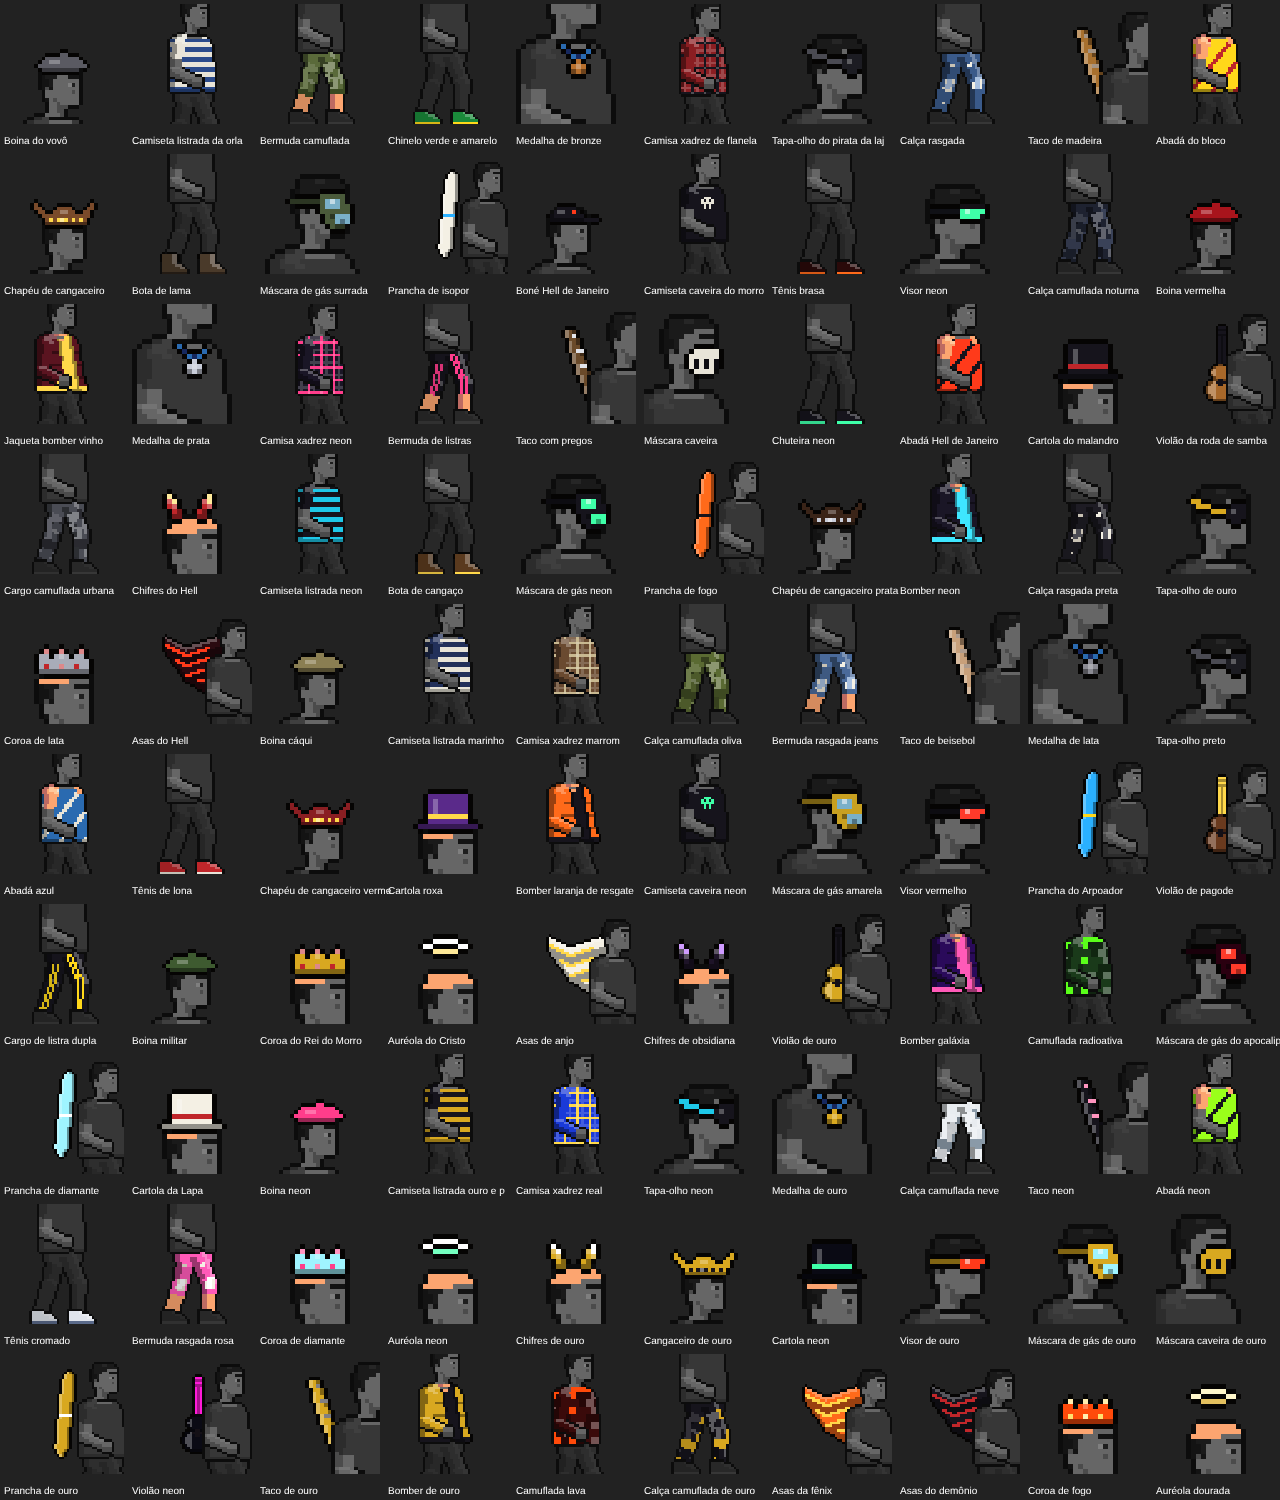 Boina do vovô
Camiseta listrada da orla
Bermuda camuflada
Chinelo verde e amarelo
Medalha de bronze
Camisa xadrez de flanela
Tapa-olho do pirata da laj
Calça rasgada
Taco de madeira
Abadá do bloco
Chapéu de cangaceiro
Bota de lama
Máscara de gás surrada
Prancha de isopor
Boné Hell de Janeiro
Camiseta caveira do morro
Tênis brasa
Visor neon
Calça camuflada noturna
Boina vermelha
Jaqueta bomber vinho
Medalha de prata
Camisa xadrez neon
Bermuda de listras
Taco com pregos
Máscara caveira
Chuteira neon
Abadá Hell de Janeiro
Cartola do malandro
Violão da roda de samba
Cargo camuflada urbana
Chifres do Hell
Camiseta listrada neon
Bota de cangaço
Máscara de gás neon
Prancha de fogo
Chapéu de cangaceiro prata
Bomber neon
Calça rasgada preta
Tapa-olho de ouro
Coroa de lata
Asas do Hell
Boina cáqui
Camiseta listrada marinho
Camisa xadrez marrom
Calça camuflada oliva
Bermuda rasgada jeans
Taco de beisebol
Medalha de lata
Tapa-olho preto
Abadá azul
Tênis de lona
Chapéu de cangaceiro verme
Cartola roxa
Bomber laranja de resgate
Camiseta caveira neon
Máscara de gás amarela
Visor vermelho
Prancha do Arpoador
Violão de pagode
Cargo de listra dupla
Boina militar
Coroa do Rei do Morro
Auréola do Cristo
Asas de anjo
Chifres de obsidiana
Violão de ouro
Bomber galáxia
Camuflada radioativa
Máscara de gás do apocalip
Prancha de diamante
Cartola da Lapa
Boina neon
Camiseta listrada ouro e p
Camisa xadrez real
Tapa-olho neon
Medalha de ouro
Calça camuflada neve
Taco neon
Abadá neon
Tênis cromado
Bermuda rasgada rosa
Coroa de diamante
Auréola neon
Chifres de ouro
Cangaceiro de ouro
Cartola neon
Visor de ouro
Máscara de gás de ouro
Máscara caveira de ouro
Prancha de ouro
Violão neon
Taco de ouro
Bomber de ouro
Camuflada lava
Calça camuflada de ouro
Asas da fênix
Asas do demônio
Coroa de fogo
Auréola dourada